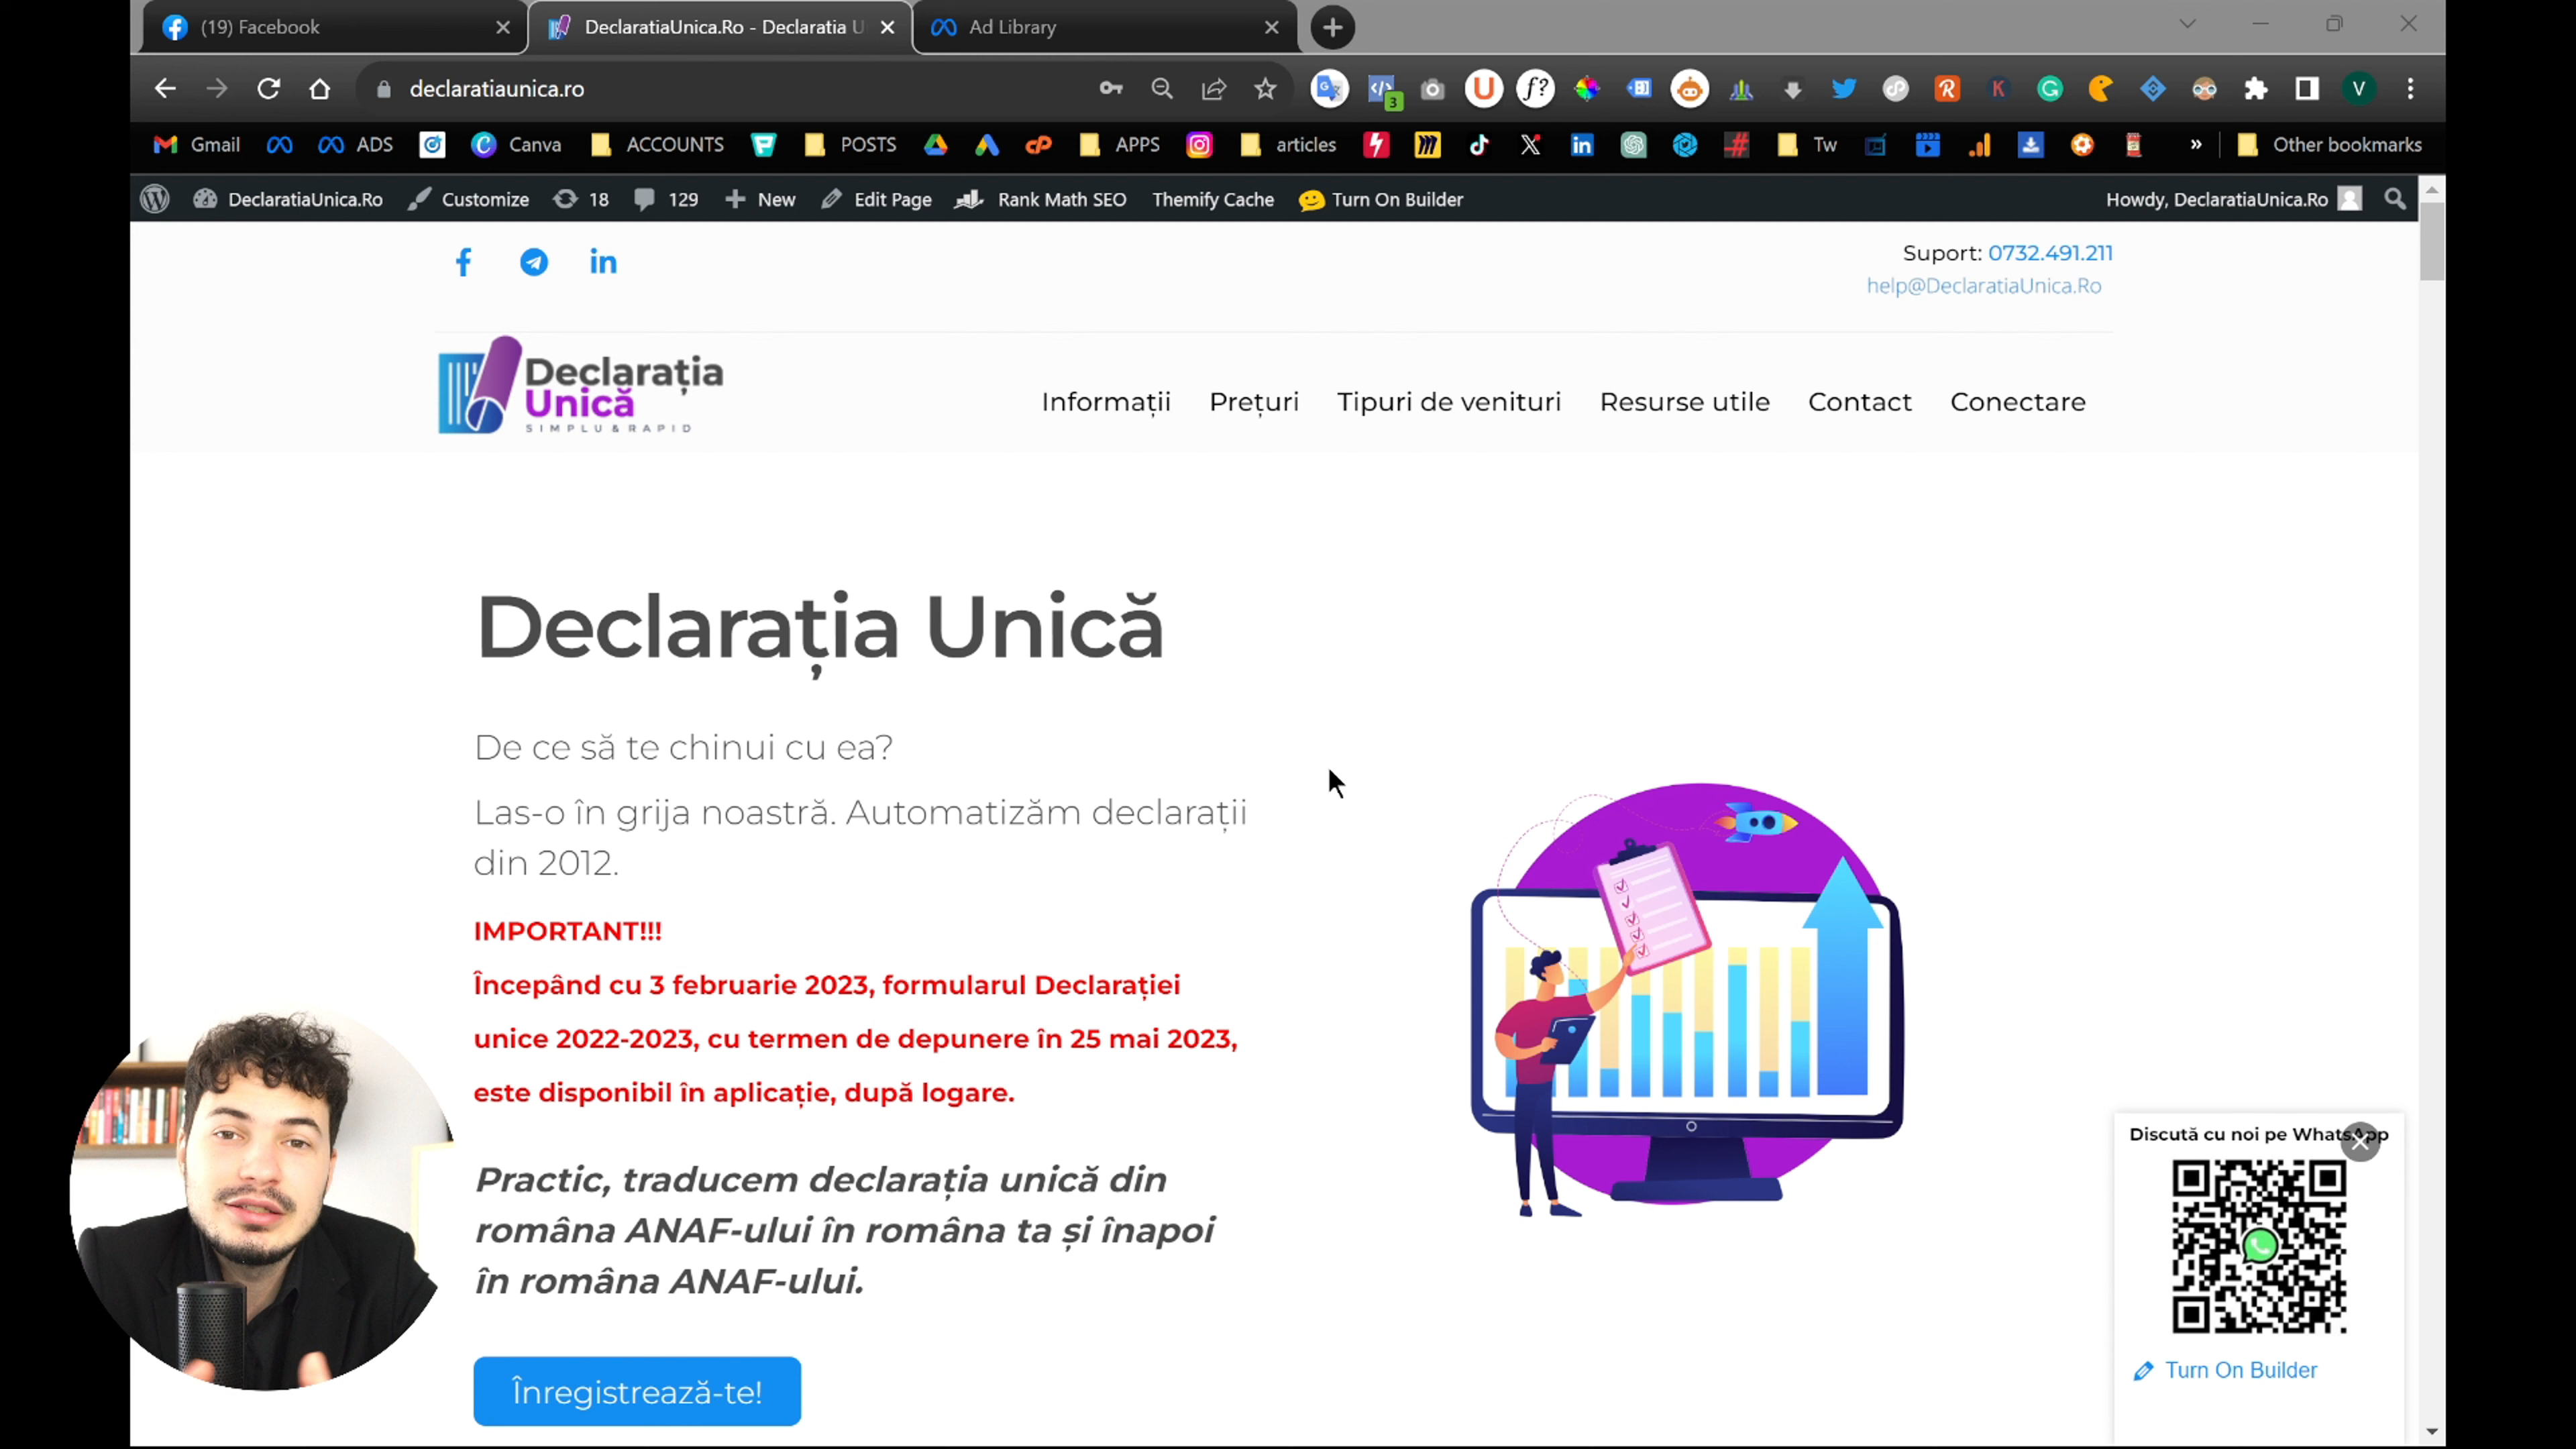 (19) Facebook
DeclaratiaUnica.Ro - Declaratia U
Ad Library
declaratiaunica.ro
3
f?
V
Gmail
ADS
Canva
ACCOUNTS
POSTS
APPS
articles
Tw
»
Other bookmarks
DeclaratiaUnica.Ro
Customize
18
129
New
Edit Page
Rank Math SEO
Themify Cache
Turn On Builder
Howdy, DeclaratiaUnica.Ro
Suport: 0732.491.211
help@DeclaratiaUnica.Ro
Declarația
Unică
SIMPLU & RAPID
Informații
Prețuri
Tipuri de venituri
Resurse utile
Contact
Conectare
Declarația Unică
De ce să te chinui cu ea?
Las-o în grija noastră. Automatizăm declarații
din 2012.
IMPORTANT!!!
Începând cu 3 februarie 2023, formularul Declarației
unice 2022-2023, cu termen de depunere în 25 mai 2023,
este disponibil în aplicație, după logare.
Practic, traducem declarația unică din
româna ANAF-ului în româna ta și înapoi
în româna ANAF-ului.
Înregistrează-te!
Discută cu noi pe WhatsApp
Turn On Builder